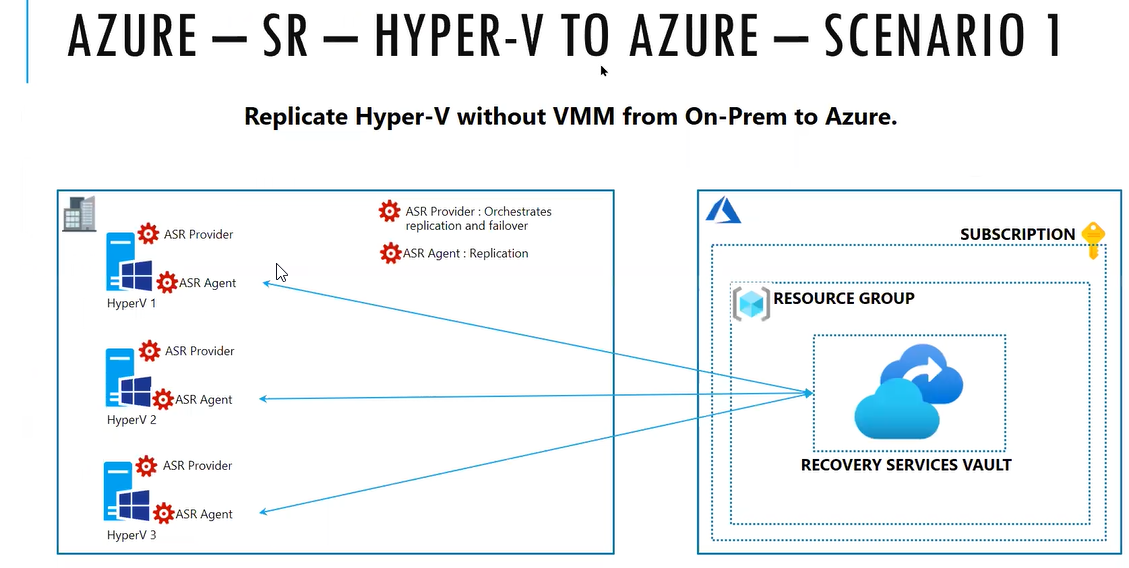 AZURE – SR – HYPER-V TO AZURE – SCENARIO 1
Replicate Hyper-V without VMM from On-Prem to Azure.
ASR Provider : Orchestrates
replication and failover
ASR Agent : Replication
ASR Provider
ASR Agent
HyperV 1
ASR Provider
ASR Agent
HyperV 2
ASR Provider
ASR Agent
HyperV 3
SUBSCRIPTION
RESOURCE GROUP
RECOVERY SERVICES VAULT